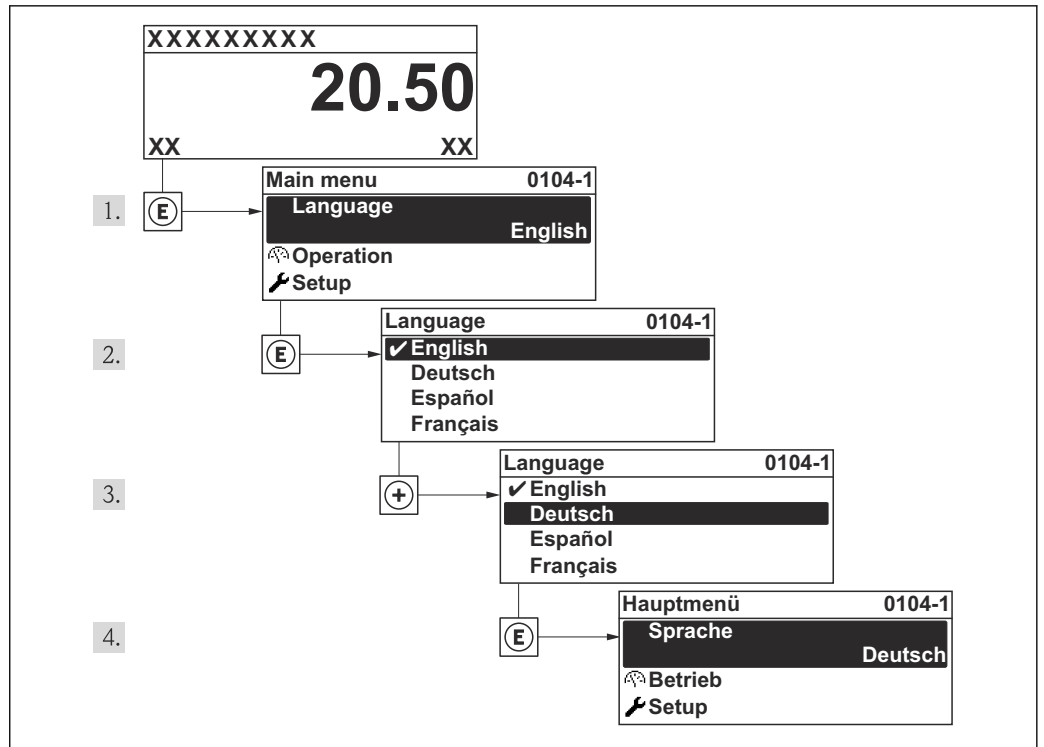 XXXXXXXXX
20.50
XX XX
1. E
Main menu 0104-1
Language
English
Operation
Setup
2. E
Language 0104-1
✔ English
Deutsch
Español
Français
3. +
Language 0104-1
✔ English
Deutsch
Español
Français
4. E
Hauptmenü 0104-1
Sprache
Deutsch
Betrieb
Setup